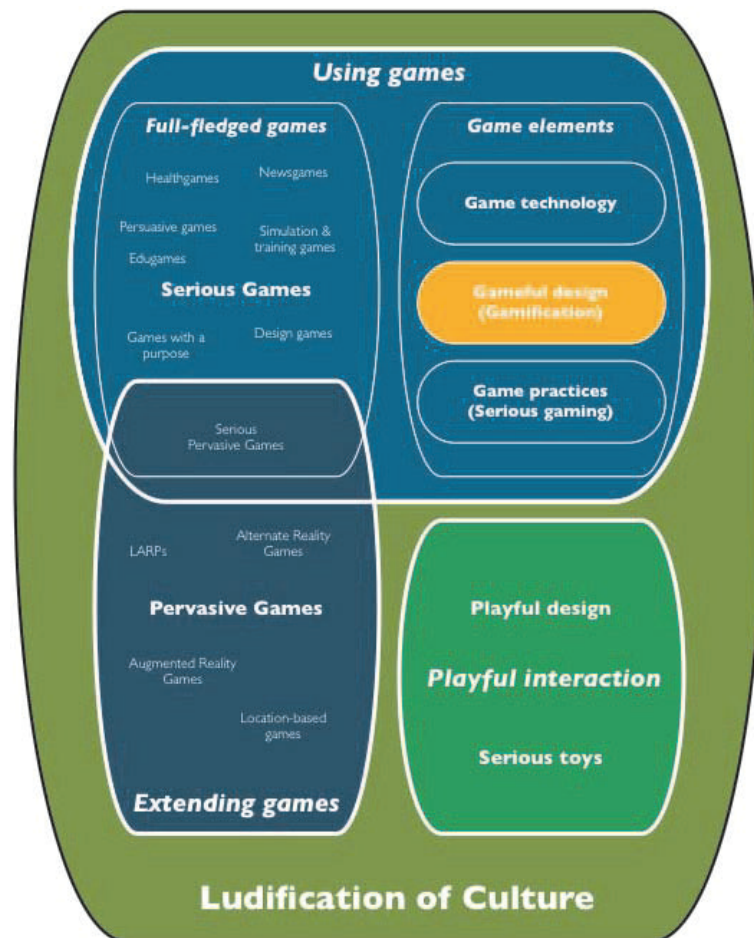 Using games
Full-fledged games
Healthgames
Newsgames
Persuasive games
Simulation &
training games
Edugames
Serious Games
Games with a
purpose
Design games
Serious
Pervasive Games
Game elements
Game technology
Gameful design
(Gamification)
Game practices
(Serious gaming)
LARPs
Alternate Reality
Games
Pervasive Games
Augmented Reality
Games
Location-based
games
Extending games
Playful design
Playful interaction
Serious toys
Ludification of Culture